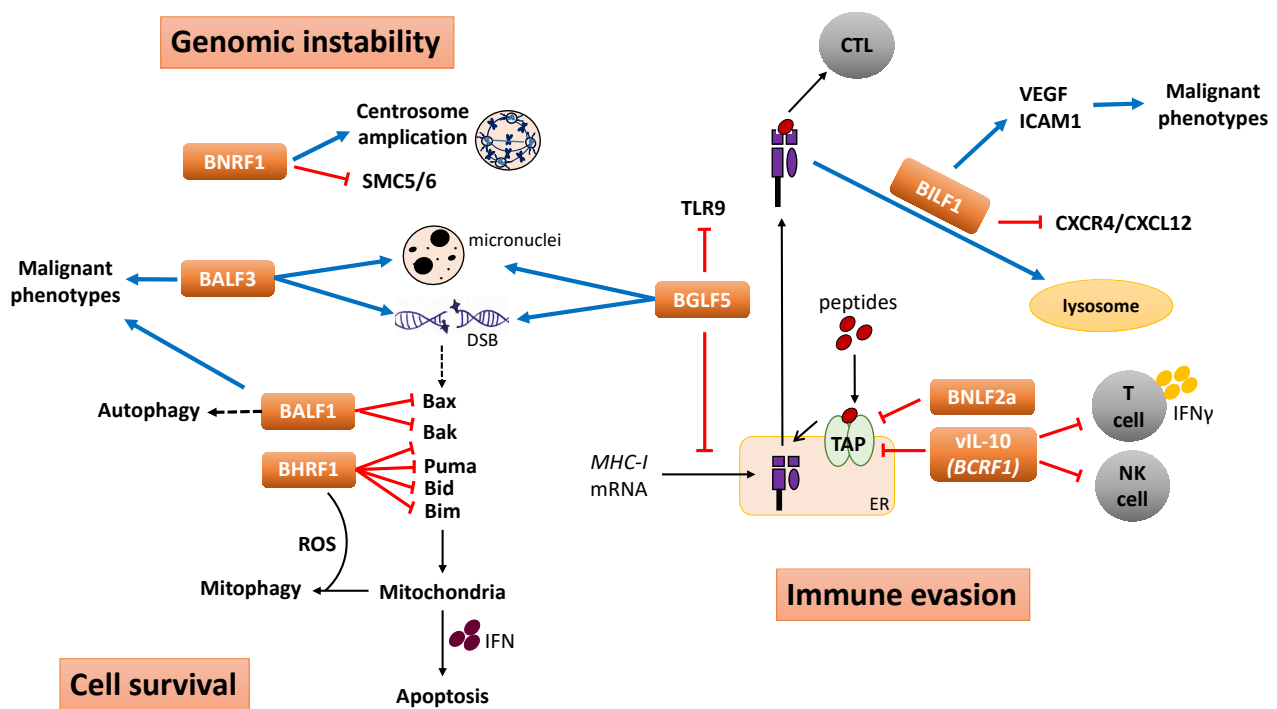 Genomic instability
BNRF1
Centrosome
amplication
SMC5/6
micronuclei
DSB
BALF3
Malignant
phenotypes
BALF1
Autophagy
Bax
Bak
BHRF1
Puma
Bid
Bim
ROS
Mitophagy
Mitochondria
IFN
Apoptosis
Cell survival
CTL
VEGF
ICAM1
Malignant
phenotypes
BILF1
CXCR4/CXCL12
lysosome
TLR9
BGLF5
peptides
TAP
MHC-I
mRNA
ER
BNLF2a
vIL-10
(BCRF1)
T
cell
IFNγ
NK
cell
Immune evasion